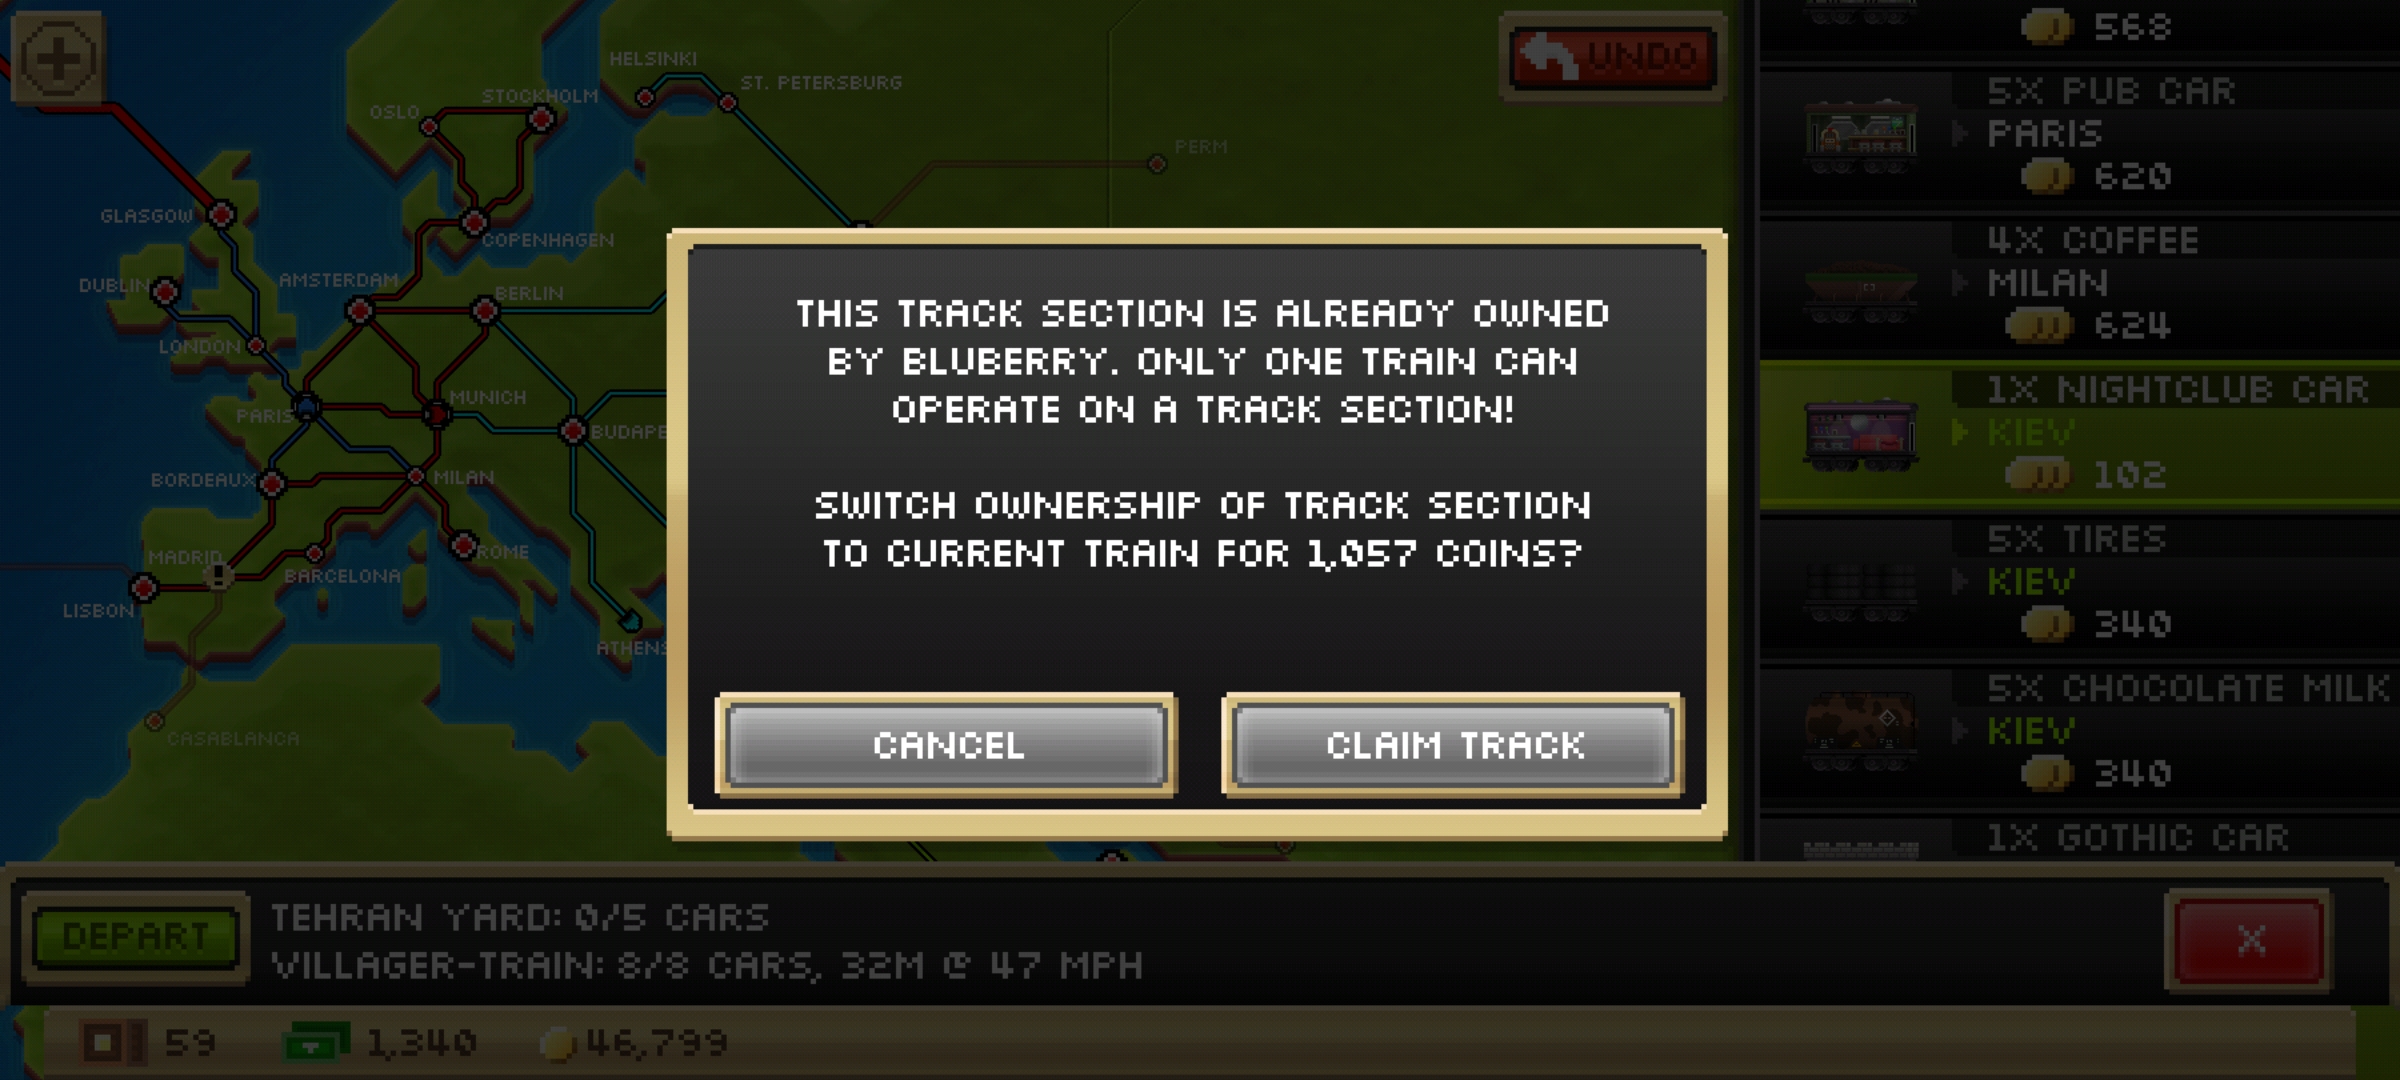 HELSINKI
ST. PETERSBURG
UNDO
OSLO
STOCKHOLM
PERM
GLASGOW
COPENHAGEN
DUBLIN
AMSTERDAM
BERLIN
LONDON
PARIS
MUNICH
BUDAPE
BORDEAUX
MILAN
MADRID
ROME
BARCELONA
LISBON
ATHENS
CASABLANCA
THIS TRACK SECTION IS ALREADY OWNED
BY BLUBERRY. ONLY ONE TRAIN CAN
OPERATE ON A TRACK SECTION!
SWITCH OWNERSHIP OF TRACK SECTION
TO CURRENT TRAIN FOR 1,057 COINS?
CANCEL
CLAIM TRACK
568
5X PUB CAR
PARIS
620
4X COFFEE
MILAN
624
1X NIGHTCLUB CAR
KIEV
102
5X TIRES
KIEV
340
5X CHOCOLATE MILK
KIEV
340
1X GOTHIC CAR
DEPART
TEHRAN YARD: 0/5 CARS
VILLAGER-TRAIN: 8/8 CARS, 32M @ 47 MPH
X
59
1,340
46,799